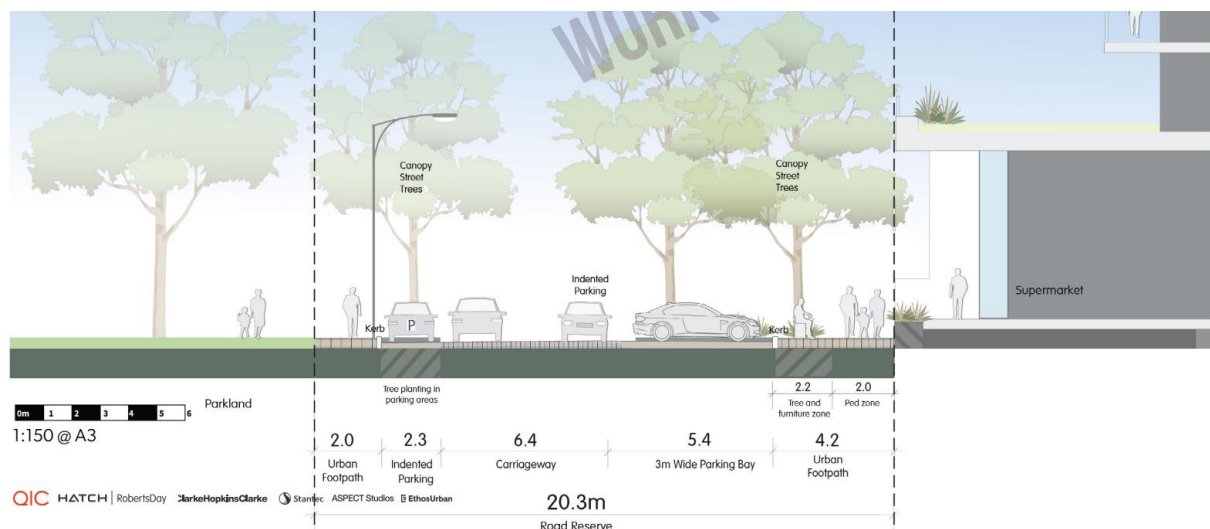 WORK
Canopy
Street
Trees
Canopy
Street
Trees
Indented
Parking
Supermarket
Kerb
P
Kerb
Tree planting in
parking areas
2.2
2.0
Tree and
furniture zone
Ped zone
0m 1 2 3 4 5 6
Parkland
1:150 @ A3
2.0
2.3
6.4
5.4
4.2
Urban
Footpath
Indented
Parking
Carriageway
3m Wide Parking Bay
Urban
Footpath
QIC HATCH | RobertsDay ClarkeHopkinsClarke Stantec ASPECT Studios EthosUrban
20.3m
Road Reserve